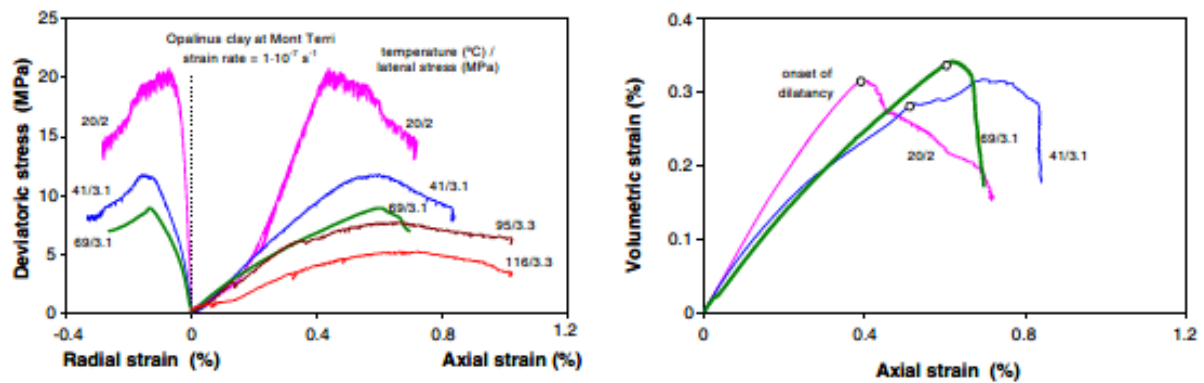 Deviatoric stress (MPa)
25
20
15
10
5
0
Opalinus clay at Mont Terri
strain rate = 1·10⁻⁷ s⁻¹
temperature (ºC) /
lateral stress (MPa)
20/2
20/2
41/3.1
41/3.1
69/3.1
69/3.1
95/3.3
116/3.3
-0.4
0
0.4
0.8
1.2
Radial strain (%)
Axial strain (%)
Volumetric strain (%)
0.4
0.3
0.2
0.1
0
onset of
dilatancy
20/2
69/3.1
41/3.1
0
0.4
0.8
1.2
Axial strain (%)